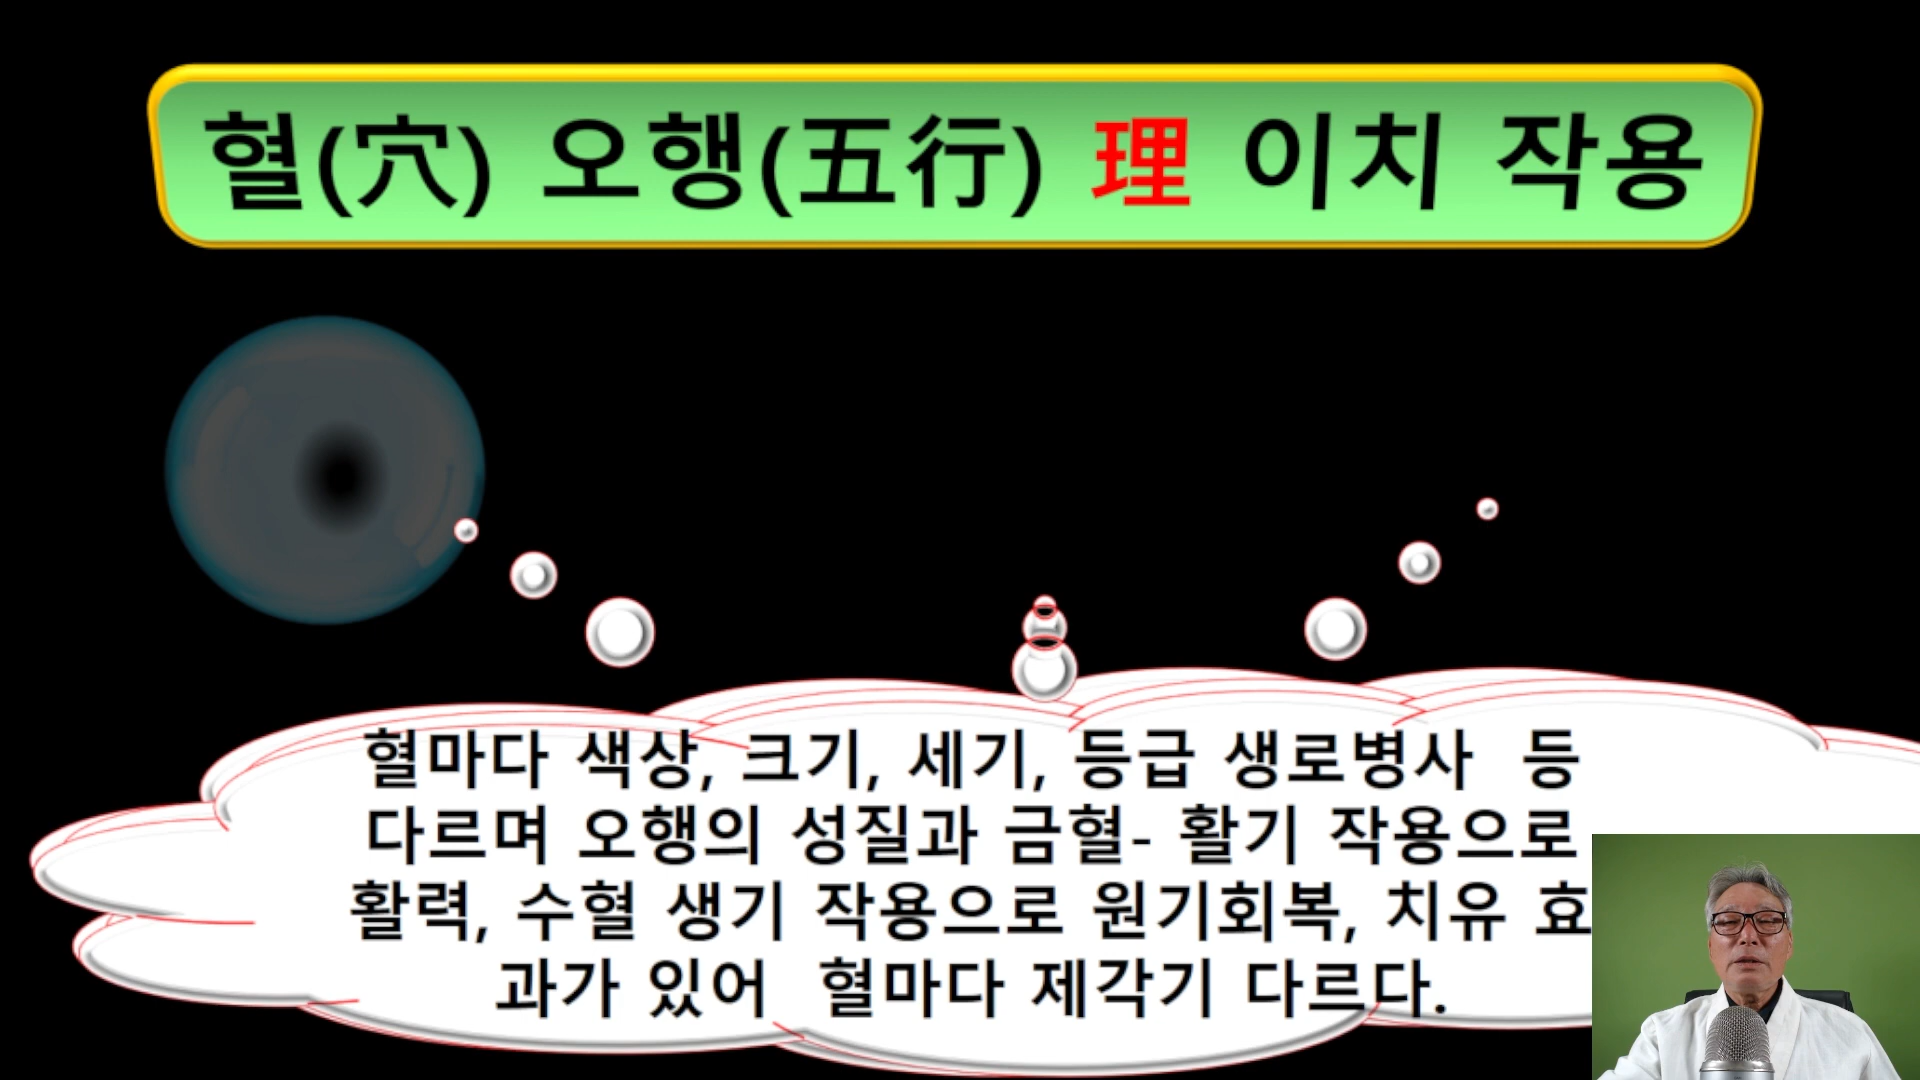 혈(穴) 오행(五行) 理 이치 작용
혈마다 색상, 크기, 세기, 등급 생로병사 등
다르며 오행의 성질과 금혈- 활기 작용으로
활력, 수혈 생기 작용으로 원기회복, 치유 효
과가 있어 혈마다 제각기 다르다.